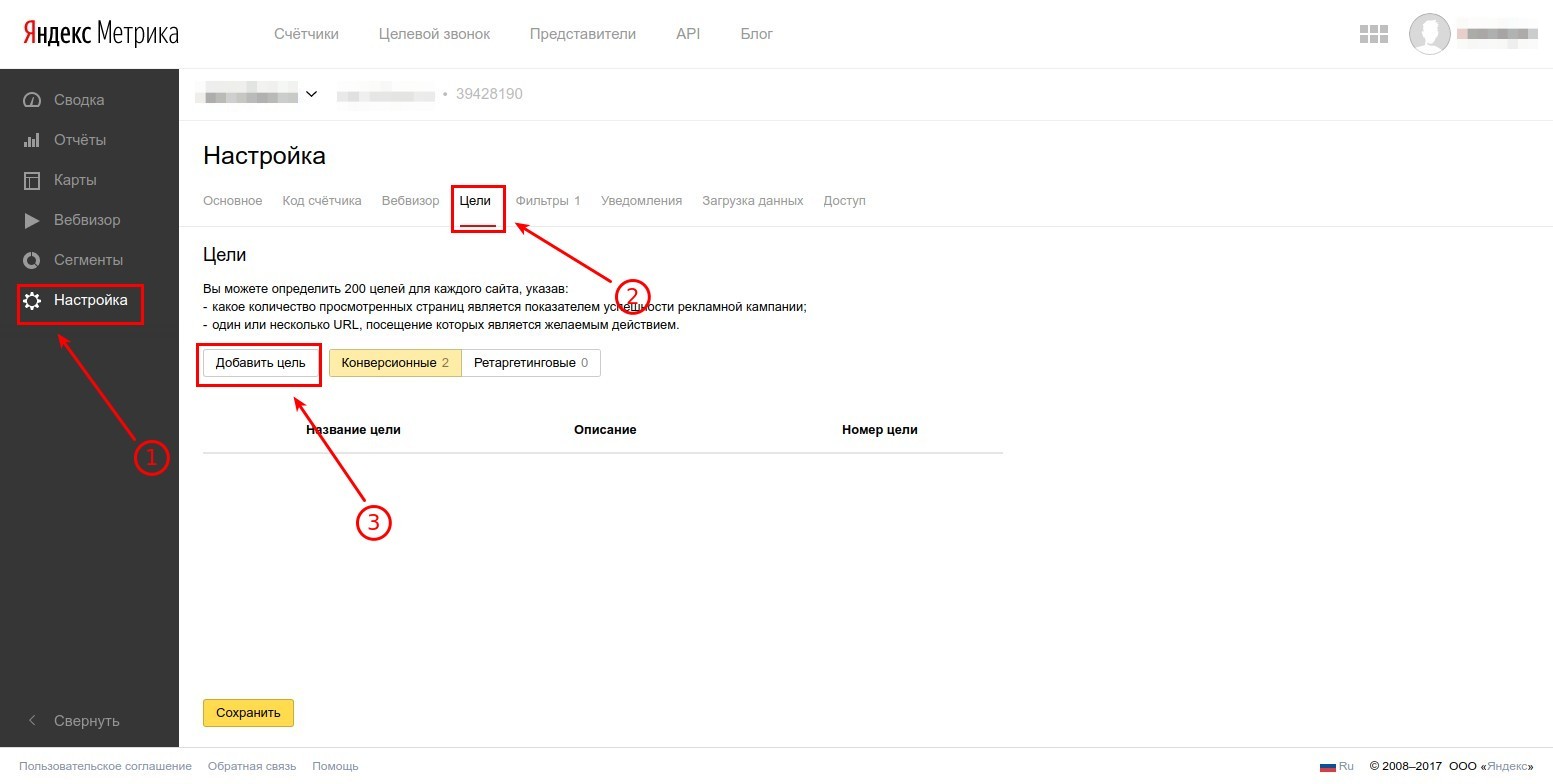 Яндекс Метрика
Счётчики Целевой звонок Представители API Блог
Сводка
Отчёты
Карты
Вебвизор
Сегменты
Настройка
Свернуть
• 39428190
Настройка
Основное Код счётчика Вебвизор Цели Фильтры 1 Уведомления Загрузка данных Доступ
Цели
Вы можете определить 200 целей для каждого сайта, указав:
- какое количество просмотренных страниц является показателем успешности рекламной кампании;
- один или несколько URL, посещение которых является желаемым действием.
Добавить цель Конверсионные 2 Ретаргетинговые 0
Название цели Описание Номер цели
1
2
3
Сохранить
Пользовательское соглашение Обратная связь Помощь Ru © 2008–2017 ООО «Яндекс»